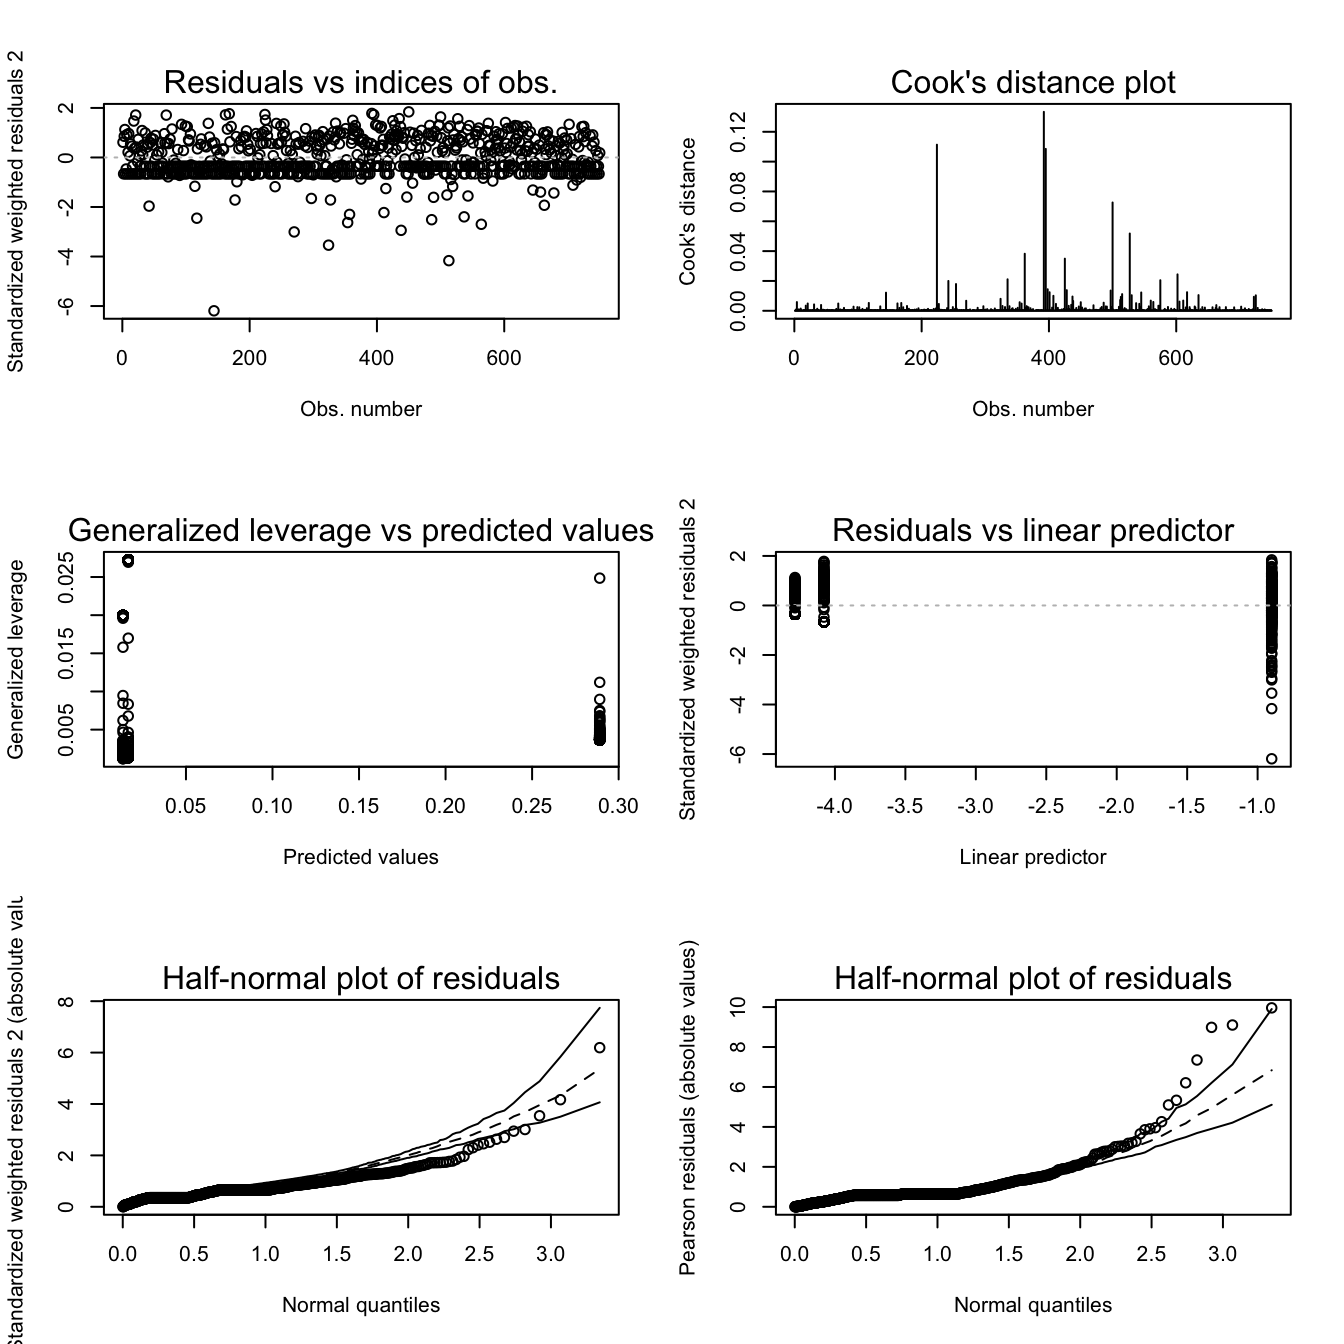 Residuals vs indices of obs.
Standardized weighted residuals 2
2
0
-2
-4
-6
0 200 400 600
Obs. number
Cook's distance plot
Cook's distance
0.12
0.08
0.04
0.00
0 200 400 600
Obs. number
Generalized leverage vs predicted values
Generalized leverage
0.025
0.015
0.005
0.05 0.10 0.15 0.20 0.25 0.30
Predicted values
Residuals vs linear predictor
Standardized weighted residuals 2
2
0
-2
-4
-6
-4.0 -3.5 -3.0 -2.5 -2.0 -1.5 -1.0
Linear predictor
Half-normal plot of residuals
Standardized weighted residuals 2 (absolute valu
8
6
4
2
0
0.0 0.5 1.0 1.5 2.0 2.5 3.0
Normal quantiles
Half-normal plot of residuals
Pearson residuals (absolute values)
10
8
6
4
2
0
0.0 0.5 1.0 1.5 2.0 2.5 3.0
Normal quantiles